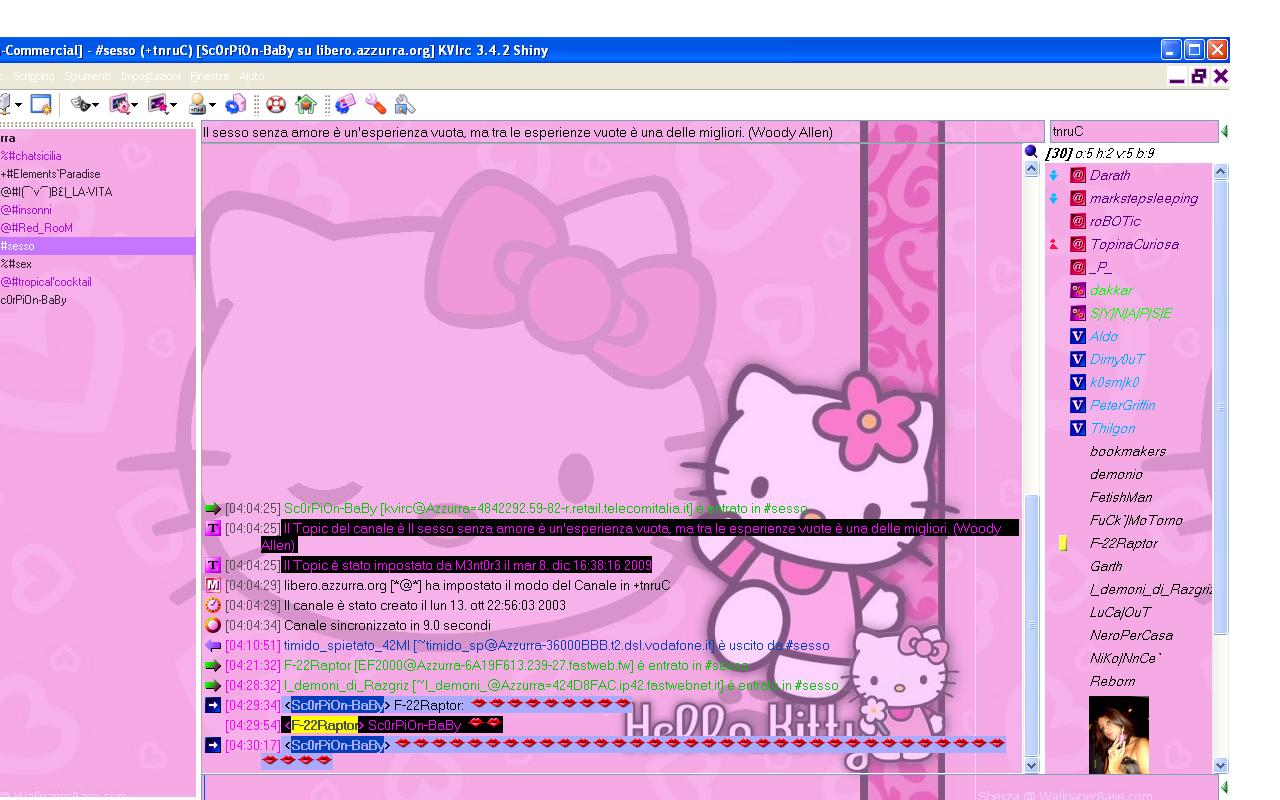 -Commercial] - #sesso (+tnruC) [Sc0rPiOn-BaBy su libero.azzurra.org] KVIrc 3.4.2 Shiny
Scripting Strumenti Impostazioni Finestre Aiuto
Il sesso senza amore è un'esperienza vuota, ma tra le esperienze vuote è una delle migliori. (Woody Allen)
tnruC
rra
%#chatsicilia
+#Elements`Paradise
@#insonni
@#Red_RooM
#sesso
%#sex
@#tropical'cocktail
c0rPiOn-BaBy
[04:04:25] Sc0rPiOn-BaBy [kvirc@Azzurra=4842292.59-82-r.retail.telecomitalia.it] è entrato in #sesso
[04:04:25] Il Topic del canale è Il sesso senza amore è un'esperienza vuota, ma tra le esperienze vuote è una delle migliori. (Woody
Allen)
[04:04:25] Il Topic è stato impostato da M3nt0r3 il mar 8. dic 16:38:16 2009
[04:04:29] libero.azzurra.org [*@*] ha impostato il modo del Canale in +tnruC
[04:04:29] Il canale è stato creato il lun 13. ott 22:56:03 2003
[04:04:34] Canale sincronizzato in 9.0 secondi
[04:10:51] timido_spietato_42MI [~timido_sp@Azzurra-36000BBB.t2.dsl.vodafone.it] è uscito da #sesso
[04:21:32] F-22Raptor [EF2000@Azzurra-6A19F613.239-27.fastweb.fw] è entrato in #sesso
[04:28:32] I_demoni_di_Razgriz [~I_demoni_@Azzurra=424D8FAC.ip42.fastwebnet.it] è entrato in #sesso
[04:29:34] <Sc0rPiOn-BaBy> F-22Raptor:
[04:29:54] <F-22Raptor> Sc0rPiOn-BaBy
[04:30:17] <Sc0rPiOn-BaBy>
Hello Kitty
[30] o:5 h:2 v:5 b:9
Darath
markstepsleeping
roBOTic
TopinaCuriosa
_P_
dakkar
S|Y|N|A|P|S|E
Aldo
Dimy0uT
k0sm|k0
PeterGriffin
Thilgon
bookmakers
demonio
FetishMan
FuCk`|MoTorno
F-22Raptor
Garth
I_demoni_di_Razgriz
LuCa|OuT
NeroPerCasa
NiKo|NnCe`
Reborn
@ WallpaperBase.com
Sheyza @ WallpaperBase.com